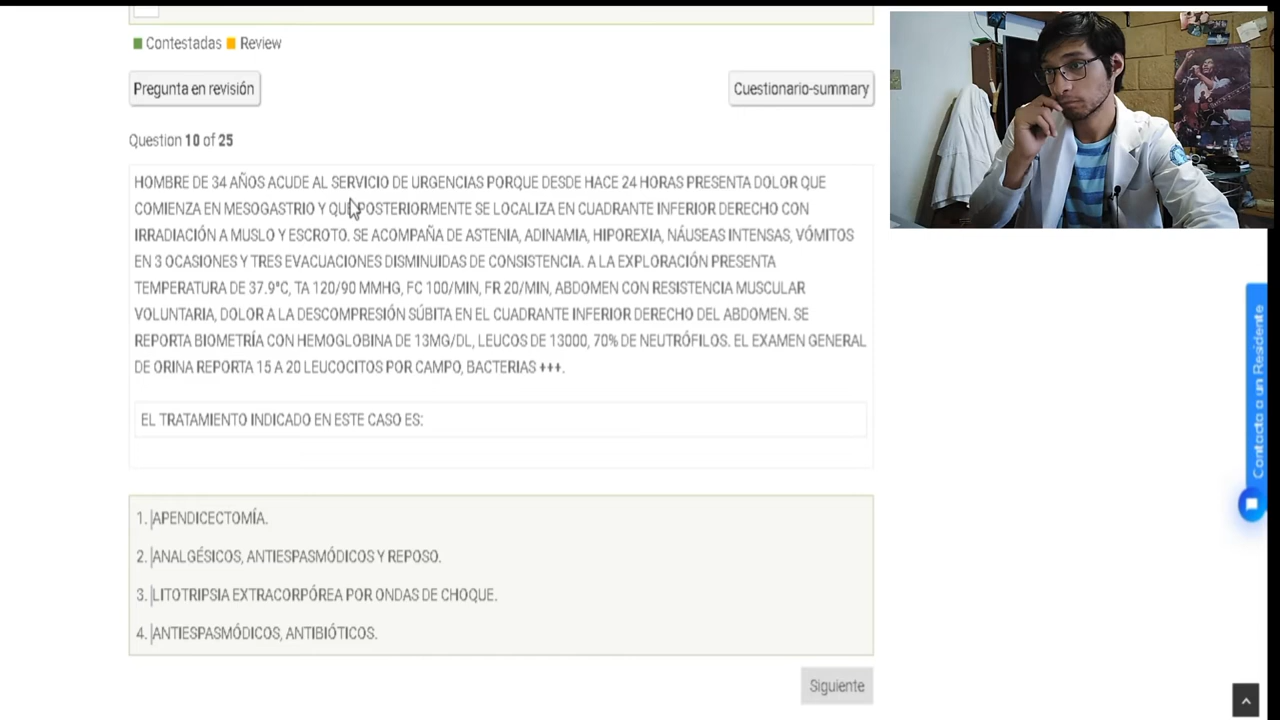 Contestadas Review
Pregunta en revisión
Cuestionario-summary
Question 10 of 25
HOMBRE DE 34 AÑOS ACUDE AL SERVICIO DE URGENCIAS PORQUE DESDE HACE 24 HORAS PRESENTA DOLOR QUE
COMIENZA EN MESOGASTRIO Y QUE POSTERIORMENTE SE LOCALIZA EN CUADRANTE INFERIOR DERECHO CON
IRRADIACIÓN A MUSLO Y ESCROTO. SE ACOMPAÑA DE ASTENIA, ADINAMIA, HIPOREXIA, NÁUSEAS INTENSAS, VÓMITOS
EN 3 OCASIONES Y TRES EVACUACIONES DISMINUIDAS DE CONSISTENCIA. A LA EXPLORACIÓN PRESENTA
TEMPERATURA DE 37.9°C, TA 120/90 MMHG, FC 100/MIN, FR 20/MIN, ABDOMEN CON RESISTENCIA MUSCULAR
VOLUNTARIA, DOLOR A LA DESCOMPRESIÓN SÚBITA EN EL CUADRANTE INFERIOR DERECHO DEL ABDOMEN. SE
REPORTA BIOMETRÍA CON HEMOGLOBINA DE 13MG/DL, LEUCOS DE 13000, 70% DE NEUTRÓFILOS. EL EXAMEN GENERAL
DE ORINA REPORTA 15 A 20 LEUCOCITOS POR CAMPO, BACTERIAS +++.
EL TRATAMIENTO INDICADO EN ESTE CASO ES:
1. APENDICECTOMÍA.
2. ANALGÉSICOS, ANTIESPASMÓDICOS Y REPOSO.
3. LITOTRIPSIA EXTRACORPÓREA POR ONDAS DE CHOQUE.
4. ANTIESPASMÓDICOS, ANTIBIÓTICOS.
Siguiente
Contacta a un Residente